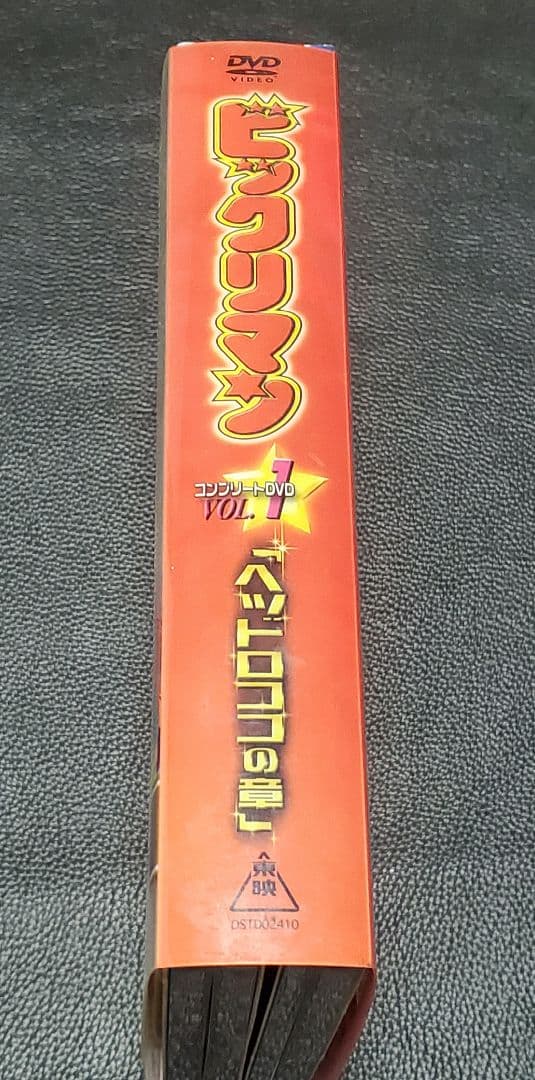 DVD
VIDEO
ビックリマン
コンプリートDVD
VOL.1
「ヘッドロココの章」
東映
DSTD02410